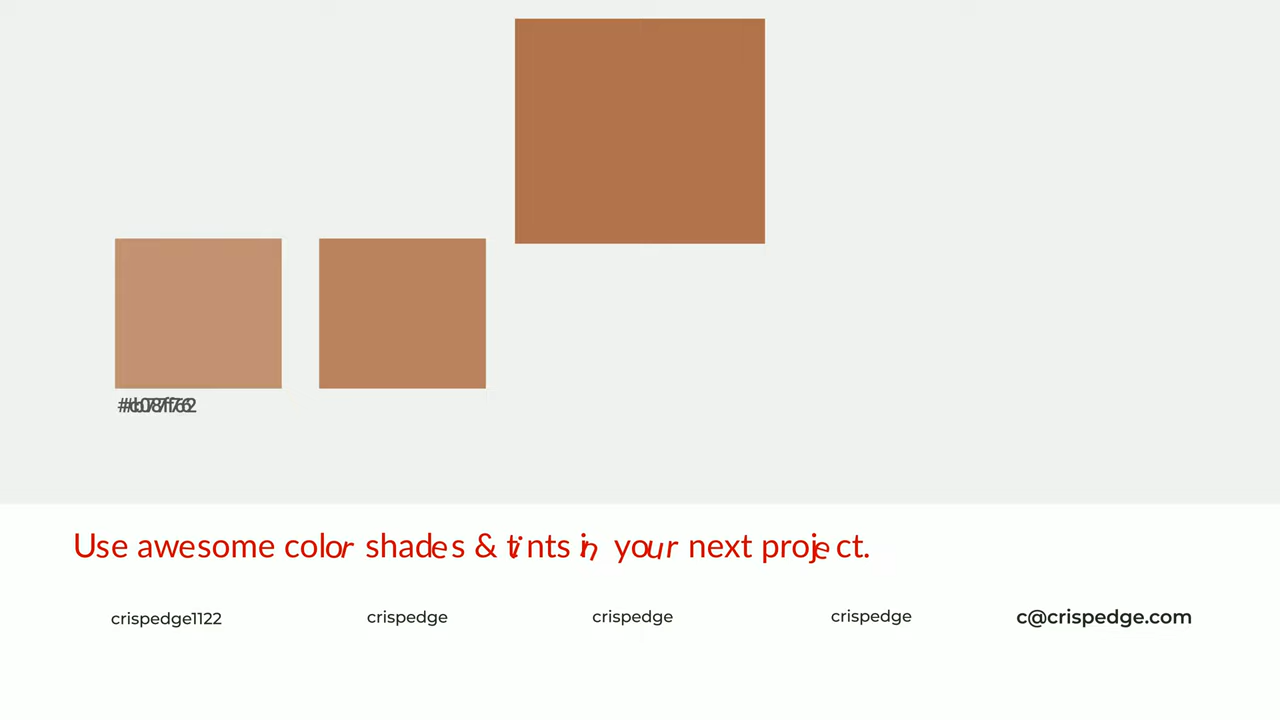 Use awesome color shades & tints in your next project.
crispedge1122 crispedge crispedge crispedge c@crispedge.com